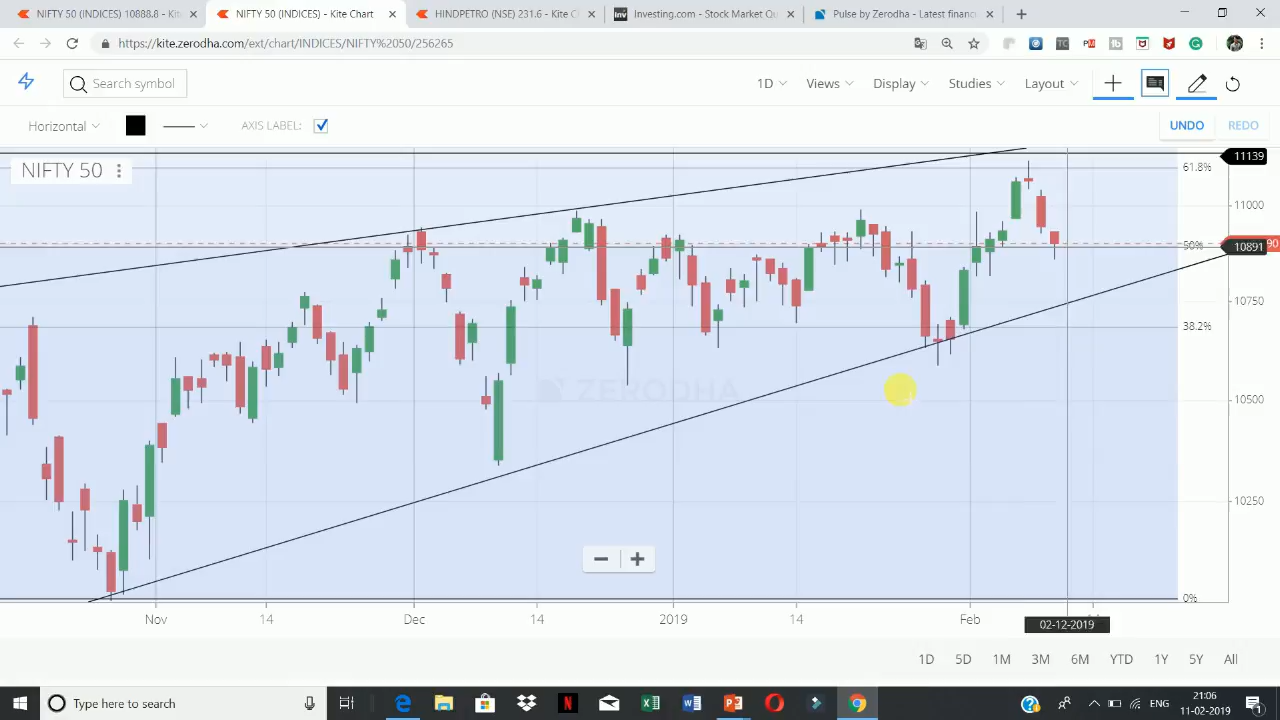 NIFTY 50 (INDICES) 10888.8 - Kite
NIFTY 50 (INDICES) - Kite Chart
HINDPETRO (NSE) 231.6 - Kite C
Investing.com - Stock Market Qu
Pulse by Zerodha - Latest financ
https://kite.zerodha.com/ext/chart/INDICES/NIFTY%2050/256265
Search symbol
1D Views Display Studies Layout
Horizontal AXIS LABEL: UNDO REDO
NIFTY 50
11139
61.8%
11000
50% 10891 90
10750
38.2%
ZERODHA
10500
10250
0%
Nov 14 Dec 14 2019 14 Feb
02-12-2019
1D 5D 1M 3M 6M YTD 1Y 5Y All
Type here to search
ENG
21:06
11-02-2019